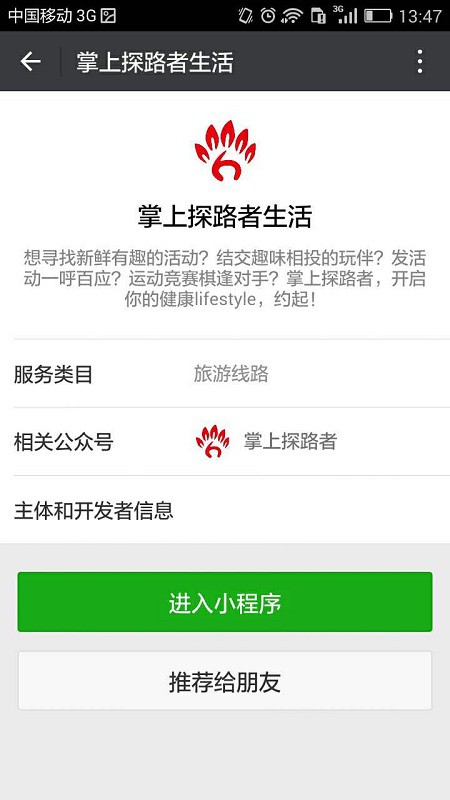 中国移动 3G 3G 13:47
掌上探路者生活
掌上探路者生活
想寻找新鲜有趣的活动？结交趣味相投的玩伴？发活
动一呼百应？运动竞赛棋逢对手？掌上探路者，开启
你的健康lifestyle，约起！
服务类目 旅游线路
相关公众号 掌上探路者
主体和开发者信息
进入小程序
推荐给朋友